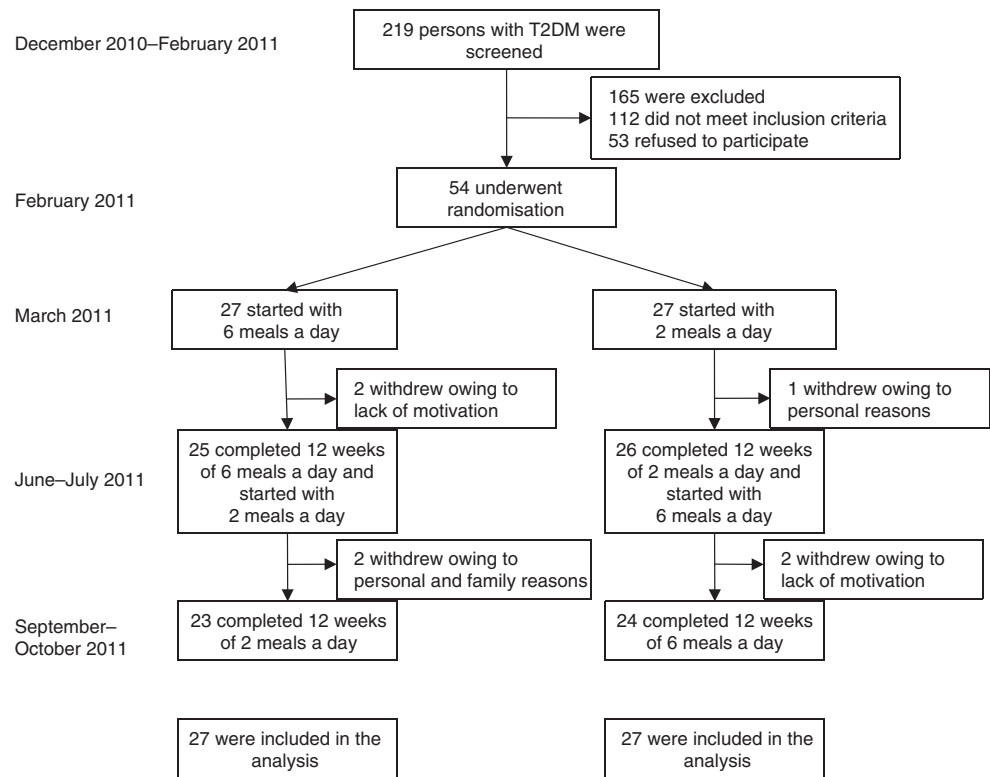 December 2010–February 2011
219 persons with T2DM were
screened
165 were excluded
112 did not meet inclusion criteria
53 refused to participate
February 2011
54 underwent
randomisation
March 2011
27 started with
6 meals a day
27 started with
2 meals a day
2 withdrew owing to
lack of motivation
1 withdrew owing to
personal reasons
June–July 2011
25 completed 12 weeks
of 6 meals a day and
started with
2 meals a day
26 completed 12 weeks
of 2 meals a day and
started with
6 meals a day
2 withdrew owing to
personal and family reasons
2 withdrew owing to
lack of motivation
September–
October 2011
23 completed 12 weeks
of 2 meals a day
24 completed 12 weeks
of 6 meals a day
27 were included in the
analysis
27 were included in the
analysis